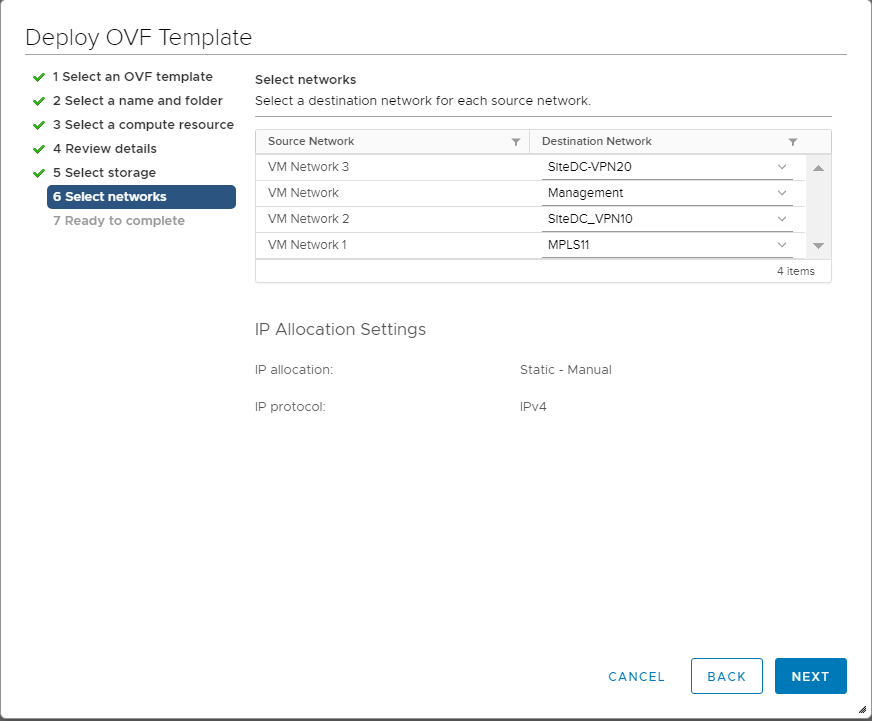 Deploy OVF Template
1 Select an OVF template
2 Select a name and folder
3 Select a compute resource
4 Review details
5 Select storage
6 Select networks
7 Ready to complete
Select networks
Select a destination network for each source network.
Source Network Destination Network
VM Network 3 SiteDC-VPN20
VM Network Management
VM Network 2 SiteDC_VPN10
VM Network 1 MPLS11
4 items
IP Allocation Settings
IP allocation: Static - Manual
IP protocol: IPv4
CANCEL BACK NEXT